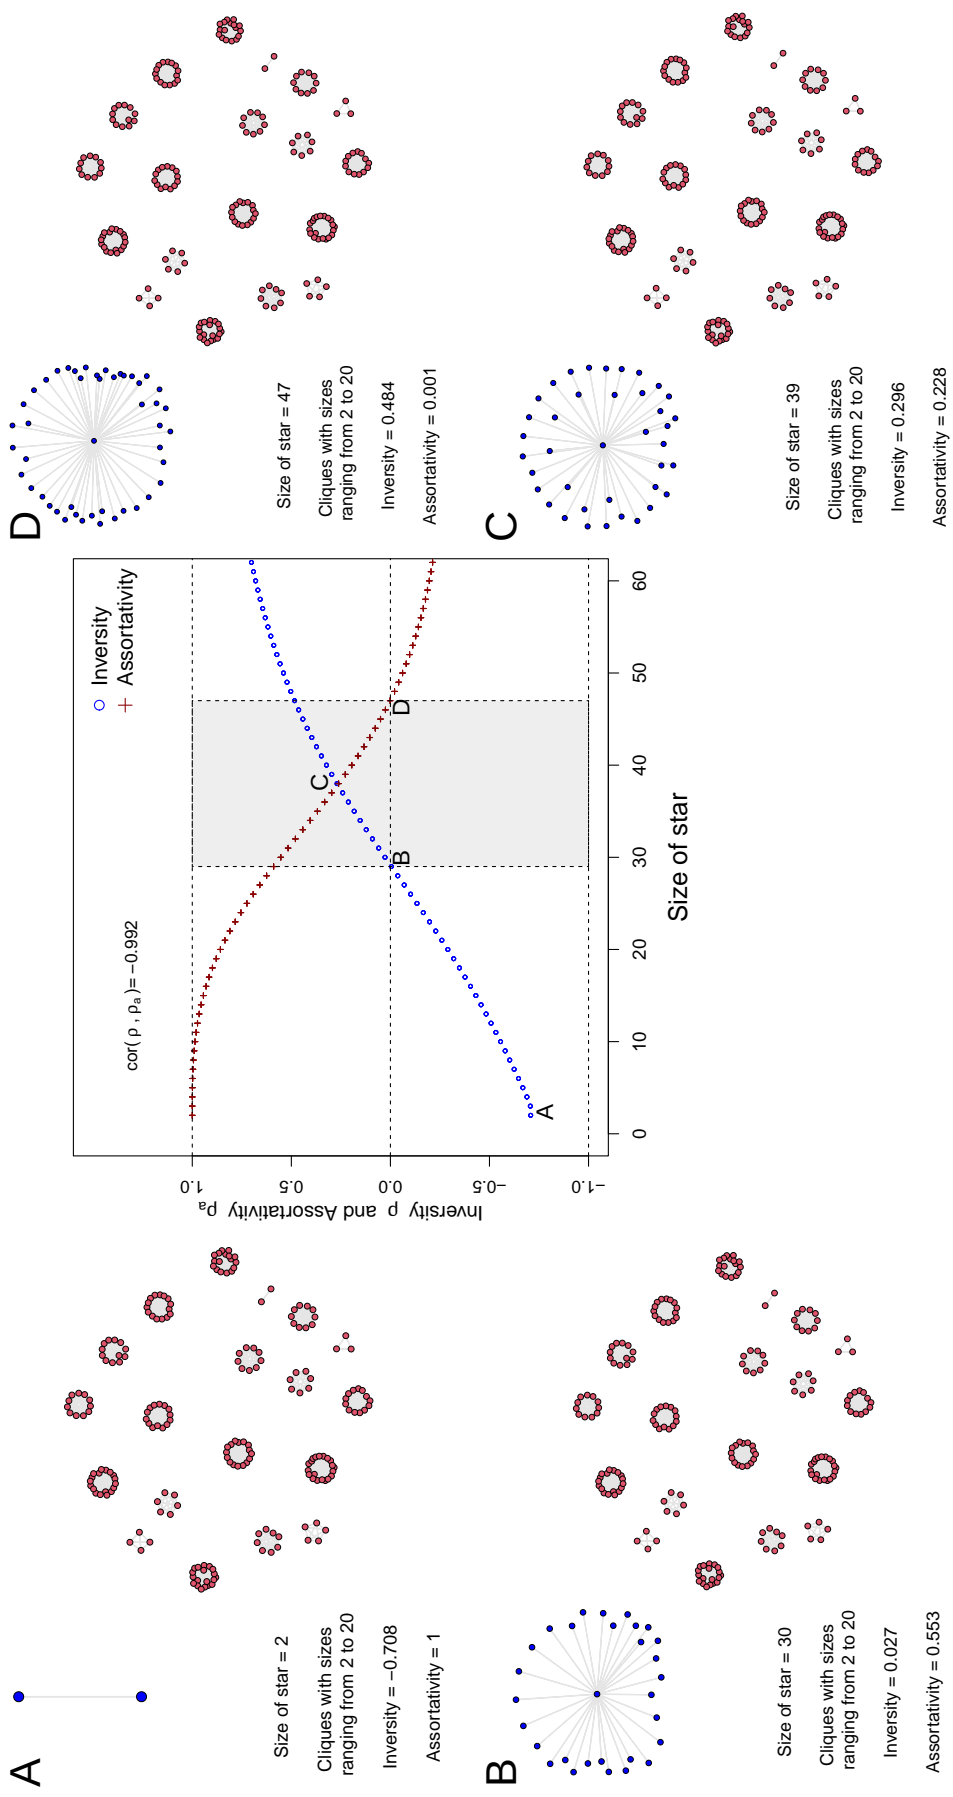 A
Size of star = 2
Cliques with sizes
ranging from 2 to 20
Inversity = −0.708
Assortativity = 1
B
Size of star = 30
Cliques with sizes
ranging from 2 to 20
Inversity = 0.027
Assortativity = 0.553
Inversity ρ and Assortativity ρa
1.0
0.5
0.0
−0.5
−1.0
cor( ρ , ρa )= −0.992
Inversity
Assortativity
A
B
C
D
0
10
20
30
40
50
60
Size of star
D
Size of star = 47
Cliques with sizes
ranging from 2 to 20
Inversity = 0.484
Assortativity = 0.001
C
Size of star = 39
Cliques with sizes
ranging from 2 to 20
Inversity = 0.296
Assortativity = 0.228